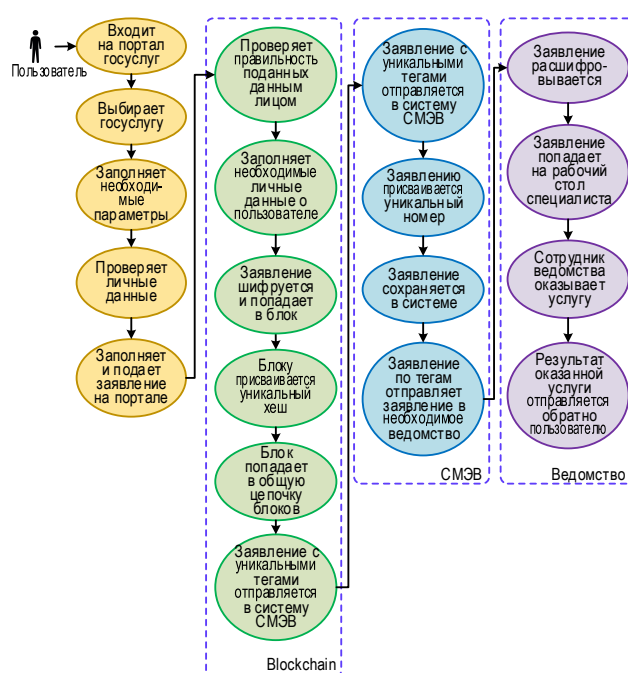 Пользователь
Входит
на портал
госуслуг
Выбирает
госуслугу
Заполняет
необходи-
мые
параметры
Проверяет
личные
данные
Заполняет
и подает
заявление
на портале
Проверяет
правильность
поданных
данным
лицом
Заполняет
необходимые
личные
данные о
пользователе
Заявление
шифруется
и попадает
в блок
Блоку
присваивается
уникальный
хеш
Блок
попадает
в общую
цепочку
блоков
Заявление с
уникальными
тегами
отправляется
в систему
СМЭВ
Blockchain
Заявление с
уникальными
тегами
отправляется
в систему
СМЭВ
Заявлению
присваивается
уникальный
номер
Заявление
сохраняется
в системе
Заявление
по тегам
отправляет
заявление в
необходимое
ведомство
СМЭВ
Заявление
расшифро-
вывается
Заявление
попадает
на рабочий
стол
специалиста
Сотрудник
ведомства
оказывает
услугу
Результат
оказанной
услуги
отправляется
обратно
пользователю
Ведомство